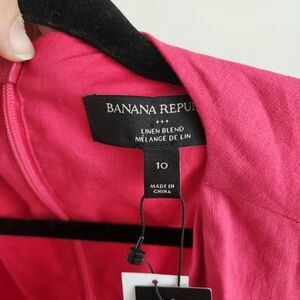 BANANA REPU
LINEN BLEND
MÉLANGE DE LIN
10
MADE IN
CHINA